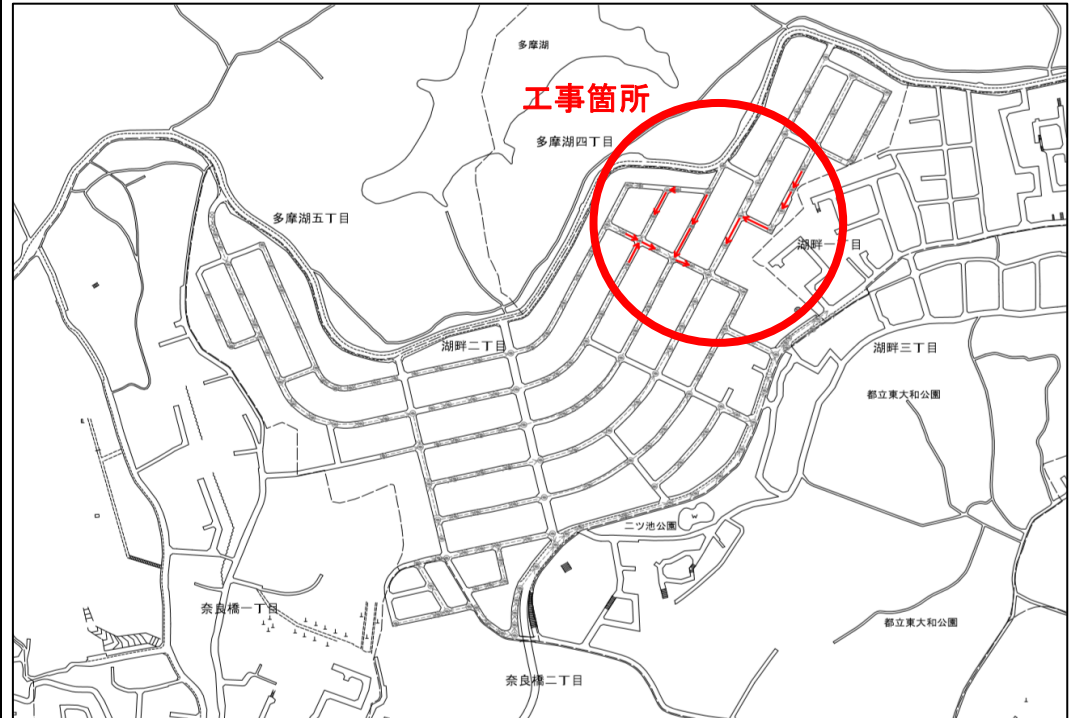 多摩湖
工事箇所
多摩湖四丁目
多摩湖五丁目
湖畔一丁目
湖畔二丁目
湖畔三丁目
都立東大和公園
二ツ池公園
奈良橋一丁目
都立東大和公園
奈良橋二丁目